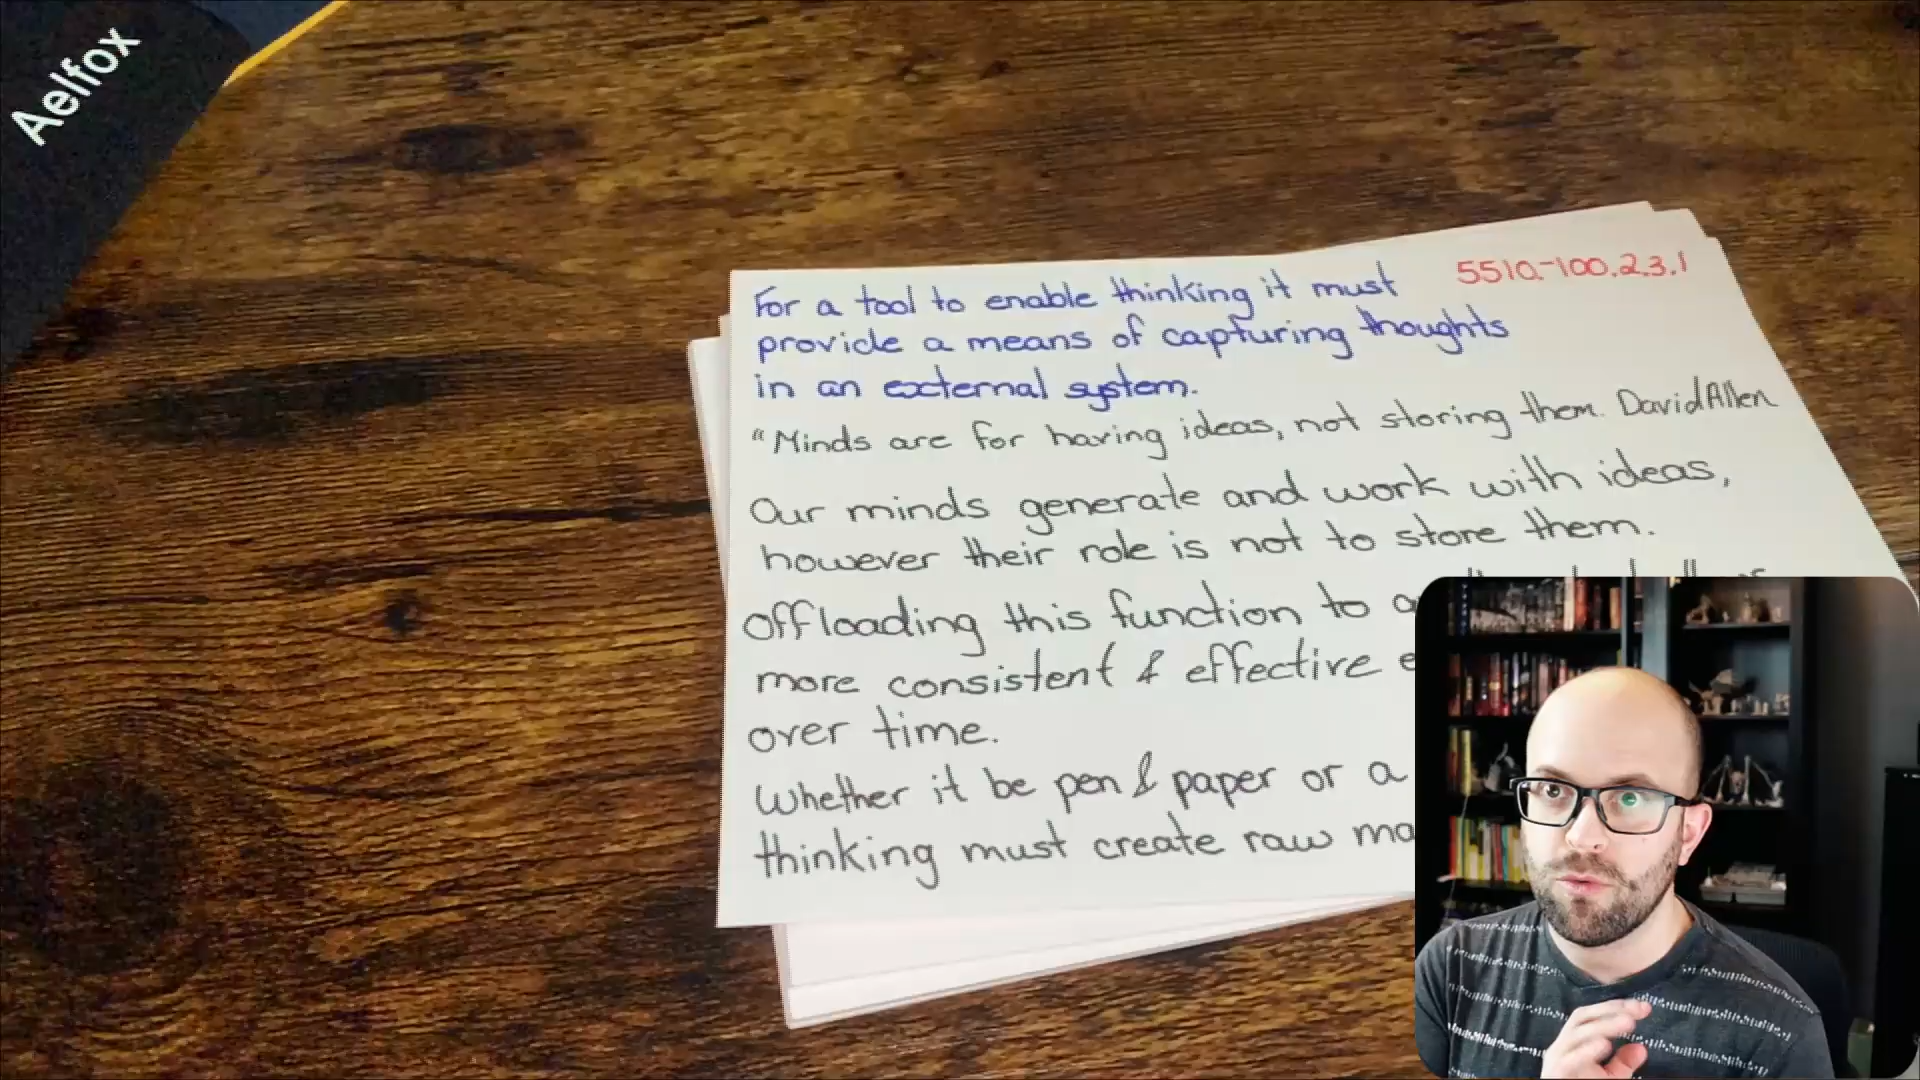 Aelfox
5510.-100.2.3.1
For a tool to enable thinking it must
provide a means of capturing thoughts
in an external system.
"Minds are for having ideas, not storing them. David Allen
Our minds generate and work with ideas,
however their role is not to store them.
Offloading this function to
more consistent & effective
over time.
Whether it be pen & paper or a
thinking must create raw